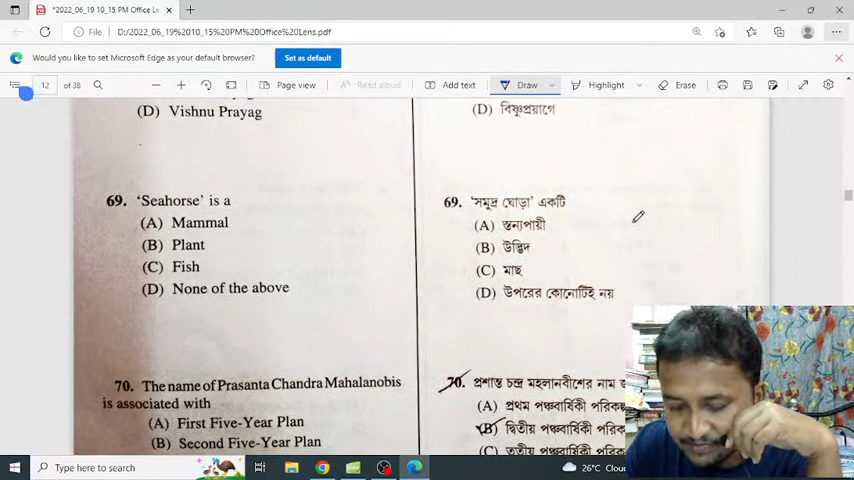 *2022_06_19 10_15 PM Office Le
File D:/2022_06_19%2010_15%20PM%20Office%20Lens.pdf
Would you like to set Microsoft Edge as your default browser? Set as default
12 of 38 Page view Read aloud Add text Draw Highlight Erase
(D) Vishnu Prayag
69. 'Seahorse' is a
(A) Mammal
(B) Plant
(C) Fish
(D) None of the above
70. The name of Prasanta Chandra Mahalanobis
is associated with
(A) First Five-Year Plan
(B) Second Five-Year Plan
(D) বিষ্ণুপ্রয়াগে
69. ‘সমুদ্র ঘোড়া’ একটি
(A) স্তন্যপায়ী
(B) উদ্ভিদ
(C) মাছ
(D) উপরের কোনোটিই নয়
70. প্রশান্ত চন্দ্র মহলানবীশের নাম
(A) প্রথম পঞ্চবার্ষিকী
(B) দ্বিতীয় পঞ্চবার্ষিকী
(C) তৃতীয় পঞ্চবার্ষিকী
Type here to search
26°C